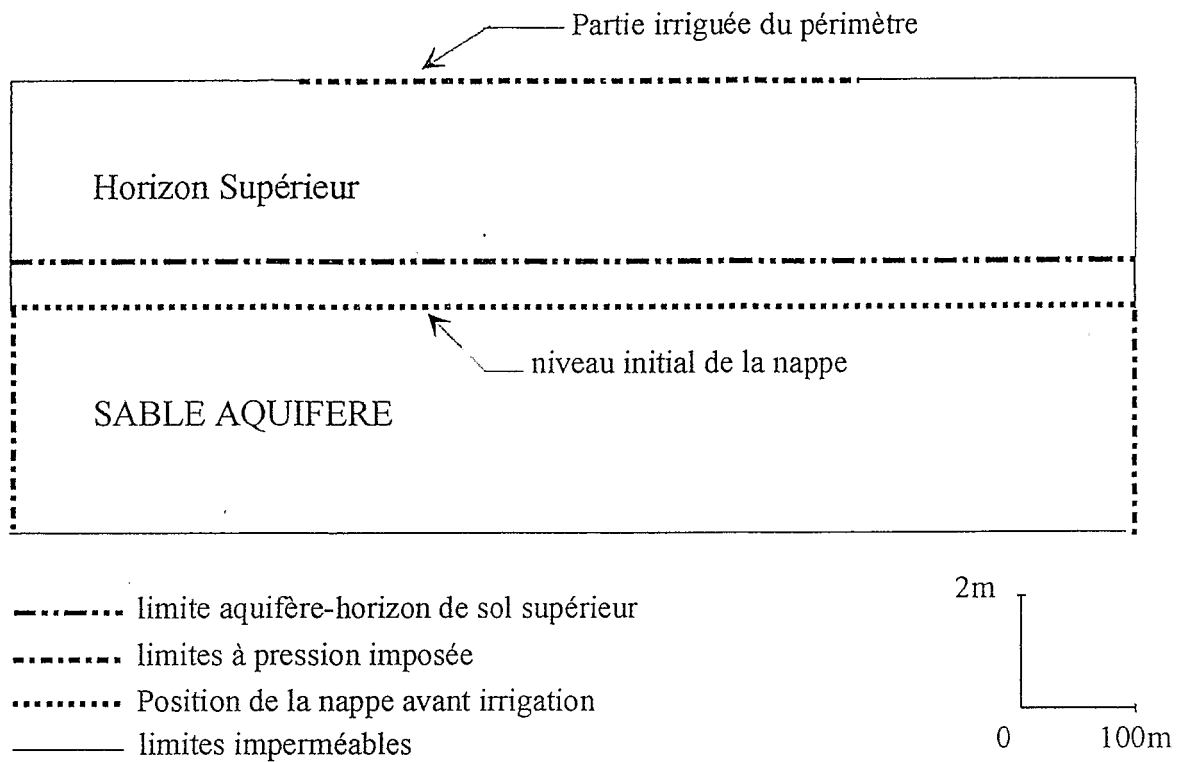 Partie irriguée du périmètre
Horizon Supérieur
niveau initial de la nappe
SABLE AQUIFERE
limite aquifère-horizon de sol supérieur
limites à pression imposée
Position de la nappe avant irrigation
limites imperméables
2m
0 100m